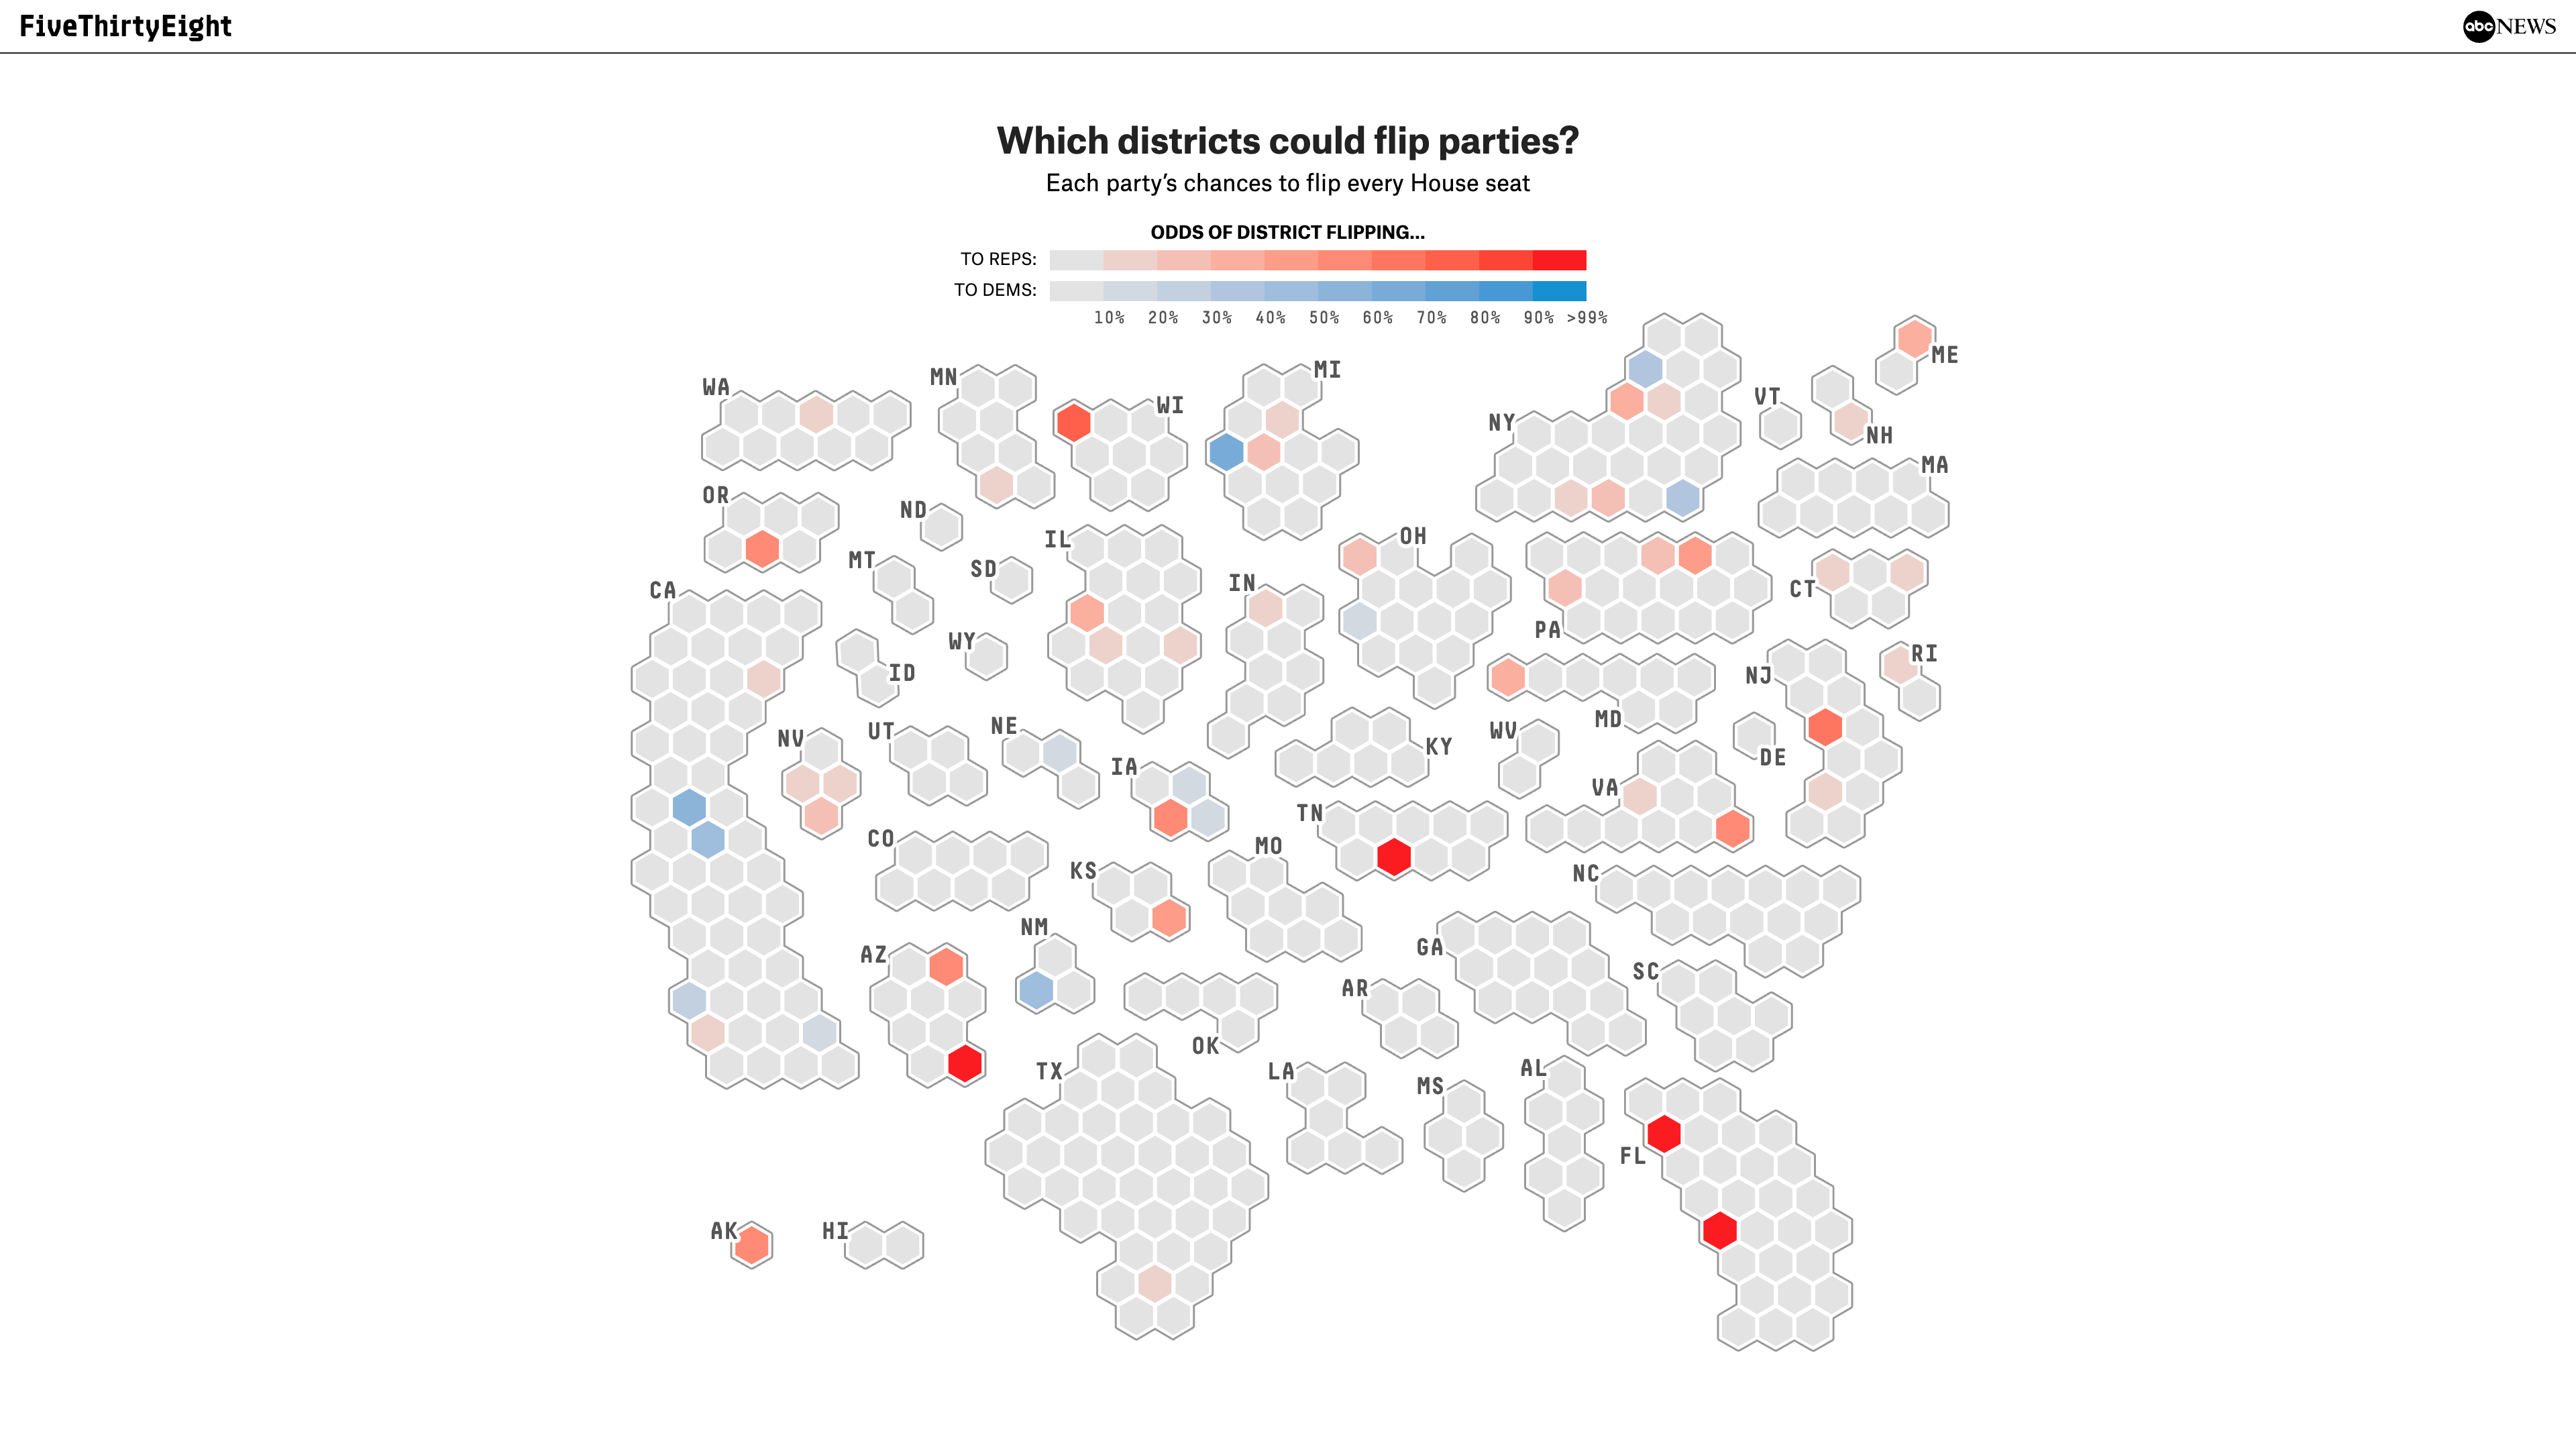 FiveThirtyEight
abc NEWS
Which districts could flip parties?
Each party’s chances to flip every House seat
ODDS OF DISTRICT FLIPPING...
TO REPS:
TO DEMS:
10% 20% 30% 40% 50% 60% 70% 80% 90% >99%
ME
MI
MN
WA
VT
WI
NY
NH
MA
OR
ND
OH
IL
MT
SD
IN
CT
CA
PA
WY
RI
ID
NJ
MD
NE
UT
WV
NV
KY
DE
IA
VA
TN
CO
MO
KS
NC
NM
GA
AZ
SC
AR
OK
AL
TX
LA
MS
FL
AK
HI